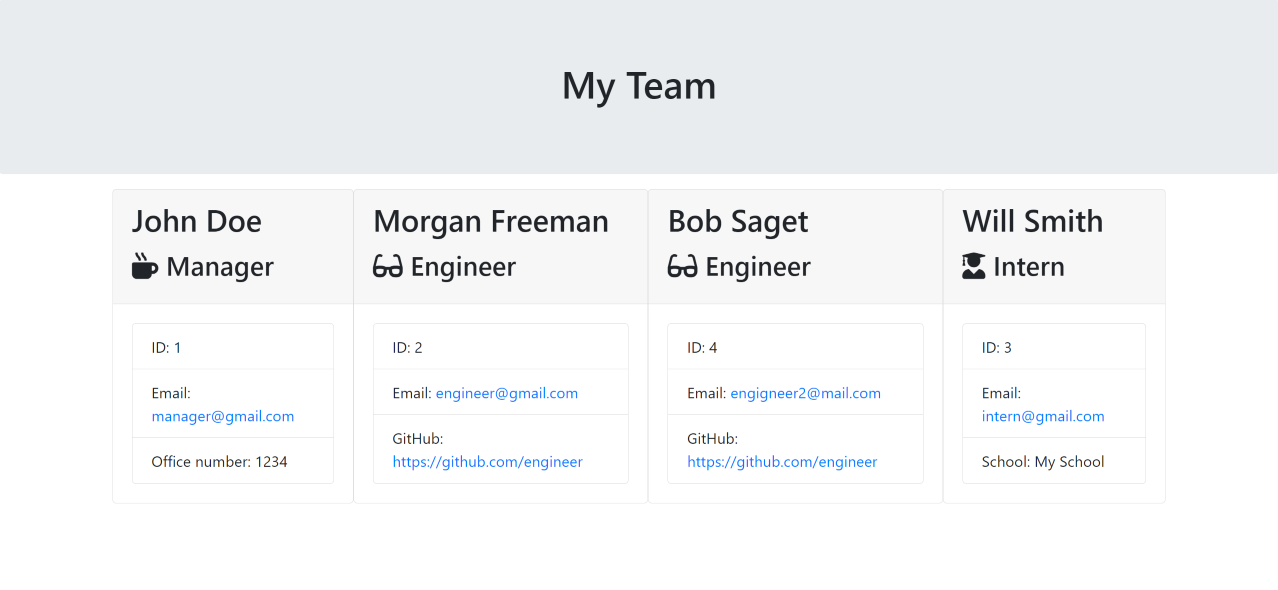 My Team
John Doe
Manager
ID: 1
Email:
manager@gmail.com
Office number: 1234
Morgan Freeman
Engineer
ID: 2
Email: engineer@gmail.com
GitHub:
https://github.com/engineer
Bob Saget
Engineer
ID: 4
Email: engigneer2@mail.com
GitHub:
https://github.com/engineer
Will Smith
Intern
ID: 3
Email:
intern@gmail.com
School: My School